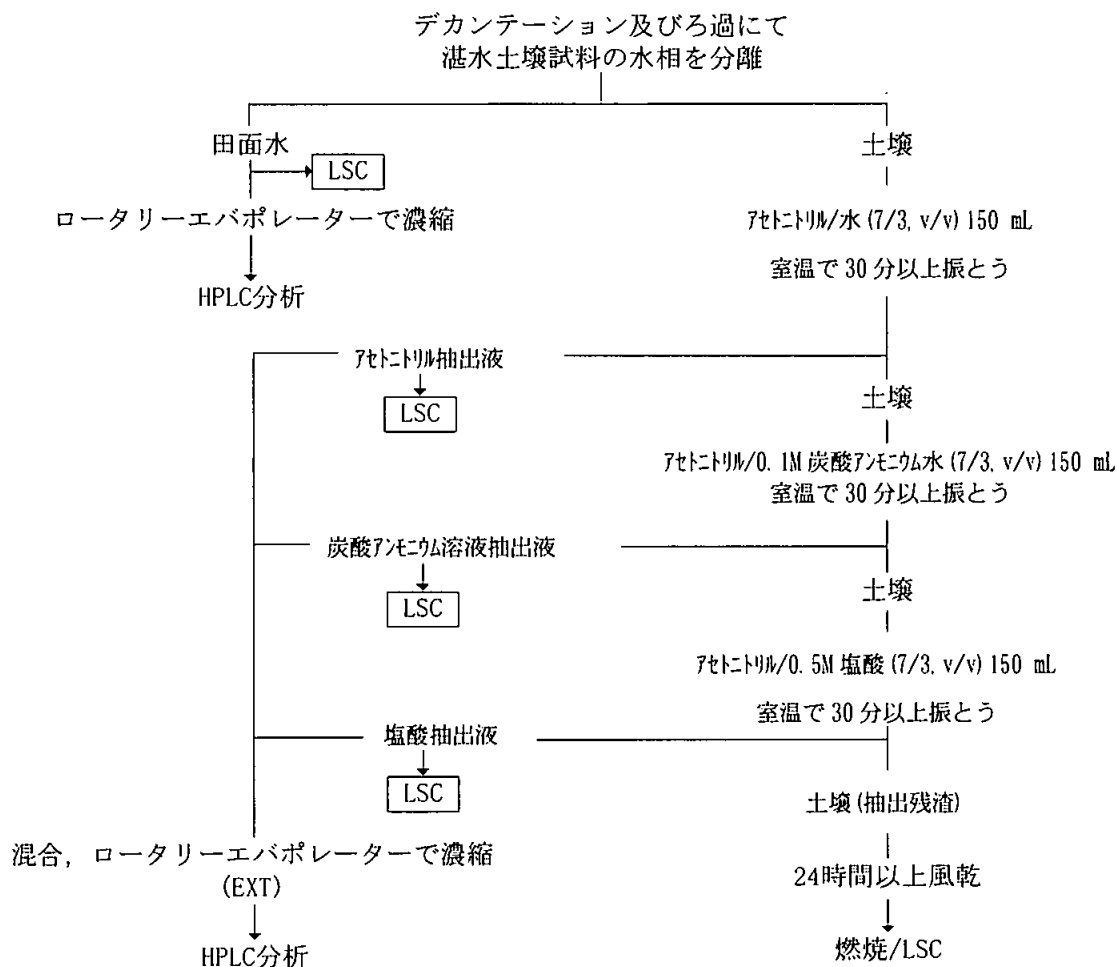 デカンテーション及びろ過にて
湛水土壌試料の水相を分離
田面水
土壌
LSC
ロータリーエバポレーターで濃縮
アセトニトリル/水 (7/3, v/v) 150 mL
室温で 30 分以上振とう
HPLC分析
アセトニトリル抽出液
LSC
土壌
アセトニトリル/0.1M 炭酸アンモニウム水 (7/3, v/v) 150 mL
室温で 30 分以上振とう
炭酸アンモニウム溶液抽出液
LSC
土壌
アセトニトリル/0.5M 塩酸 (7/3, v/v) 150 mL
室温で 30 分以上振とう
塩酸抽出液
LSC
土壌 (抽出残渣)
混合, ロータリーエバポレーターで濃縮
(EXT)
24時間以上風乾
HPLC分析
燃焼/LSC